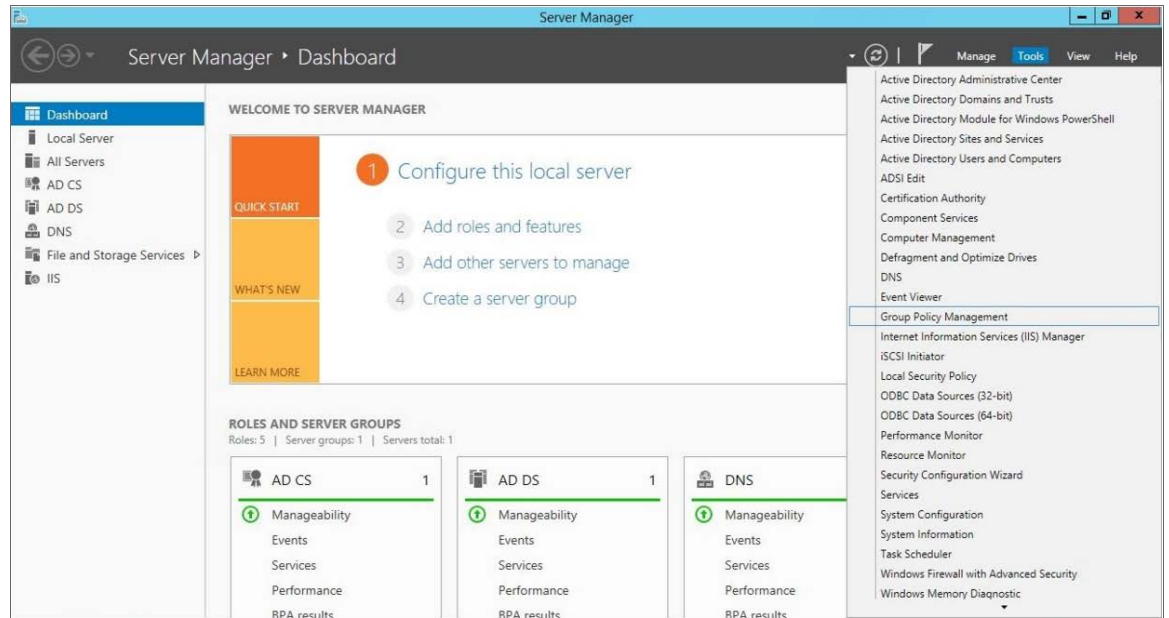 Server Manager
Server Manager ‣ Dashboard
Manage Tools View Help
Dashboard
Local Server
All Servers
AD CS
AD DS
DNS
File and Storage Services
IIS
WELCOME TO SERVER MANAGER
QUICK START
WHAT'S NEW
LEARN MORE
1 Configure this local server
2 Add roles and features
3 Add other servers to manage
4 Create a server group
ROLES AND SERVER GROUPS
Roles: 5 | Server groups: 1 | Servers total: 1
AD CS 1
Manageability
Events
Services
Performance
BPA results
AD DS 1
Manageability
Events
Services
Performance
BPA results
DNS
Manageability
Events
Services
Performance
BPA results
Active Directory Administrative Center
Active Directory Domains and Trusts
Active Directory Module for Windows PowerShell
Active Directory Sites and Services
Active Directory Users and Computers
ADSI Edit
Certification Authority
Component Services
Computer Management
Defragment and Optimize Drives
DNS
Event Viewer
Group Policy Management
Internet Information Services (IIS) Manager
iSCSI Initiator
Local Security Policy
ODBC Data Sources (32-bit)
ODBC Data Sources (64-bit)
Performance Monitor
Resource Monitor
Security Configuration Wizard
Services
System Configuration
System Information
Task Scheduler
Windows Firewall with Advanced Security
Windows Memory Diagnostic